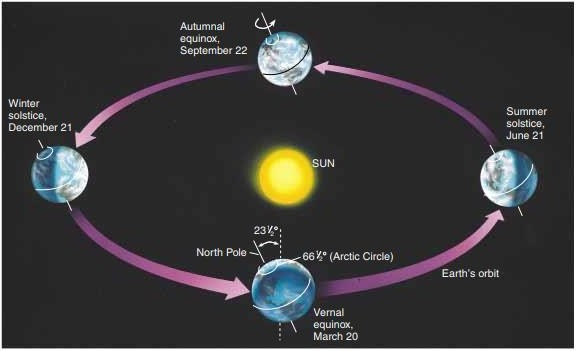 Autumnal
equinox,
September 22
Winter
solstice,
December 21
Summer
solstice,
June 21
SUN
23½°
North Pole
66½° (Arctic Circle)
Earth's orbit
Vernal
equinox,
March 20